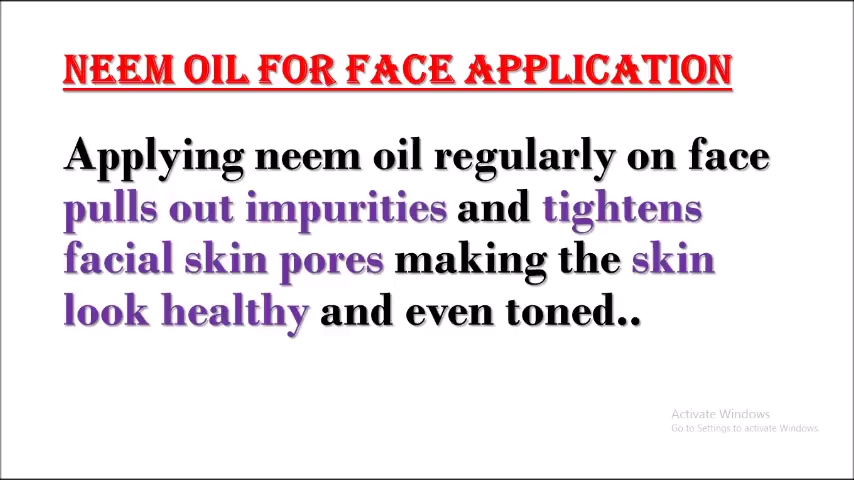 NEEM OIL FOR FACE APPLICATION
Applying neem oil regularly on face
pulls out impurities and tightens
facial skin pores making the skin
look healthy and even toned..
Activate Windows
Go to Settings to activate Windows.